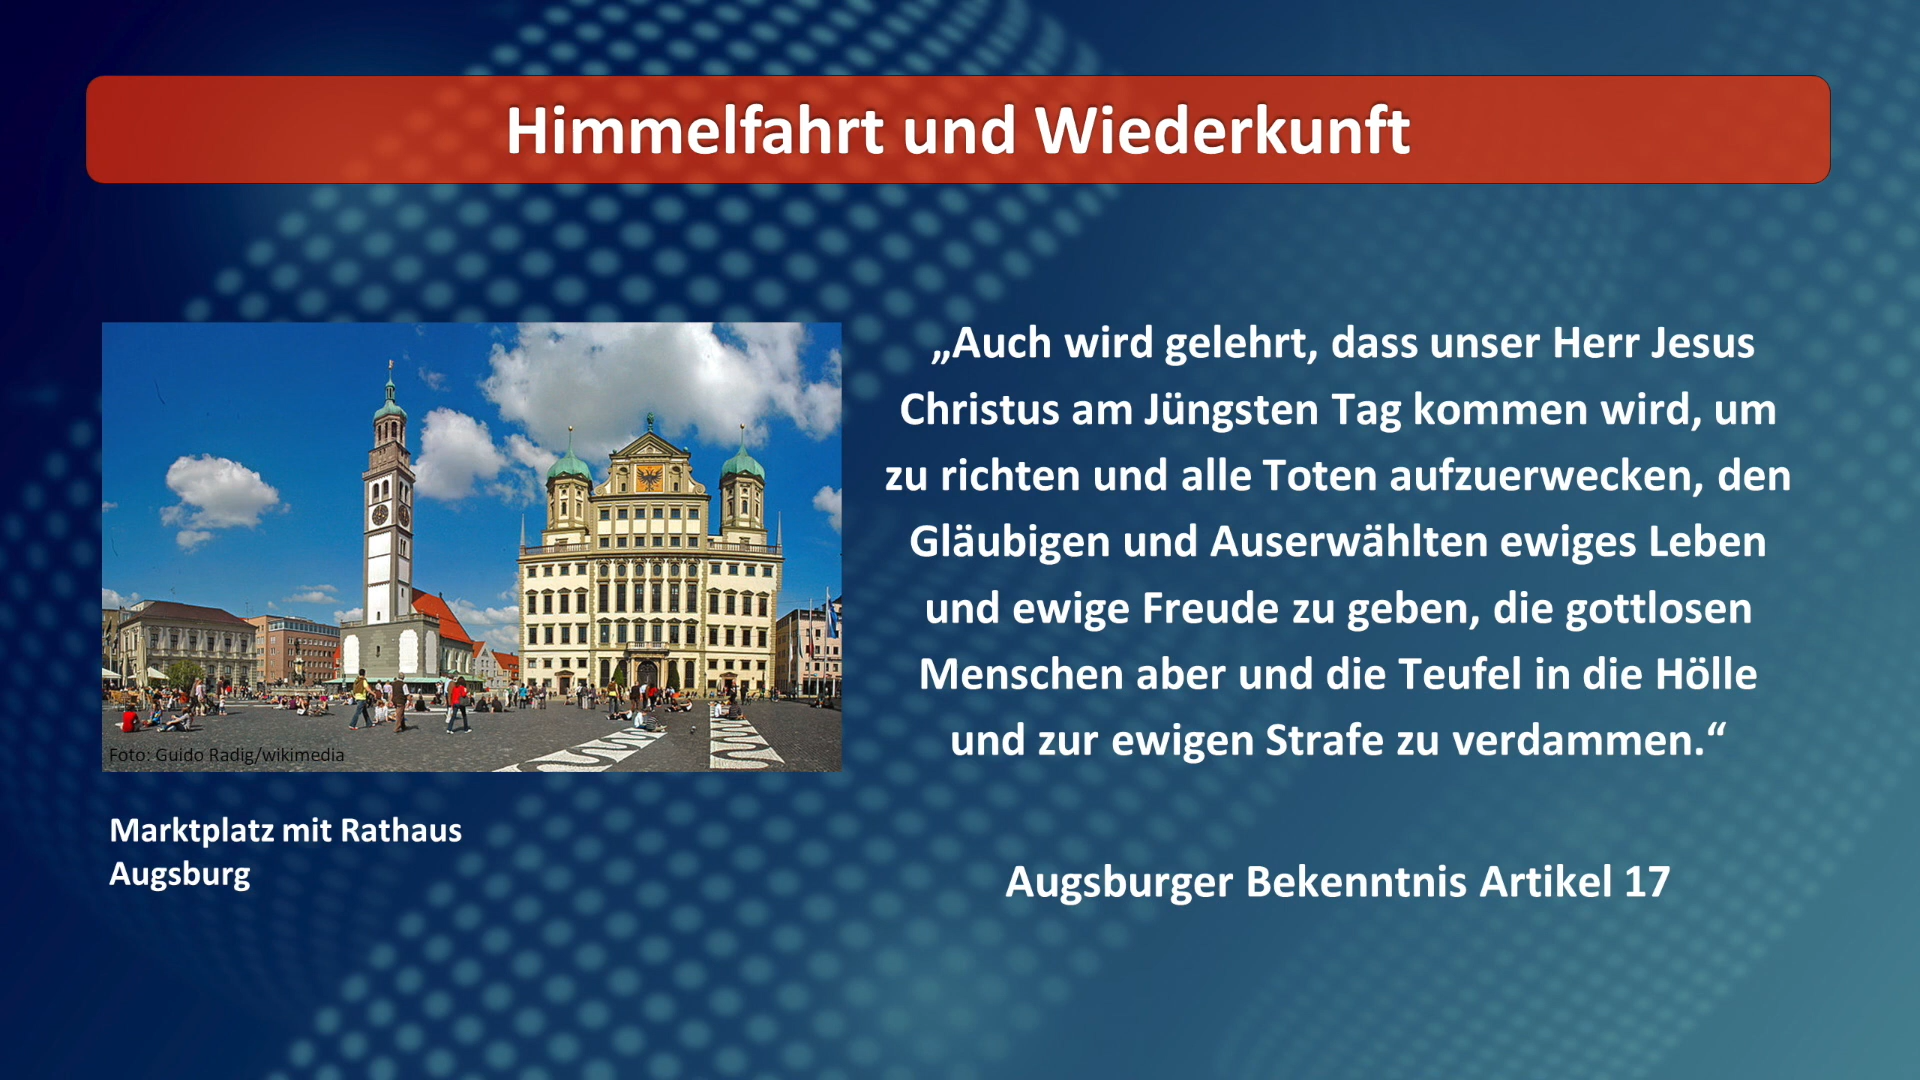 Himmelfahrt und Wiederkunft
„Auch wird gelehrt, dass unser Herr Jesus
Christus am Jüngsten Tag kommen wird, um
zu richten und alle Toten aufzuerwecken, den
Gläubigen und Auserwählten ewiges Leben
und ewige Freude zu geben, die gottlosen
Menschen aber und die Teufel in die Hölle
und zur ewigen Strafe zu verdammen.“
Augsburger Bekenntnis Artikel 17
Foto: Guido Radig/wikimedia
Marktplatz mit Rathaus
Augsburg